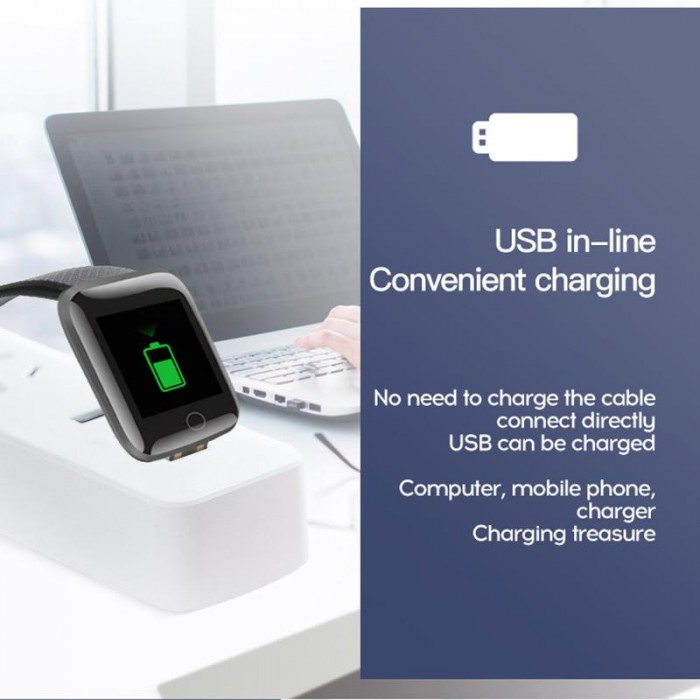 USB in-line
Convenient charging
No need to charge the cable
connect directly
USB can be charged
Computer, mobile phone,
charger
Charging treasure